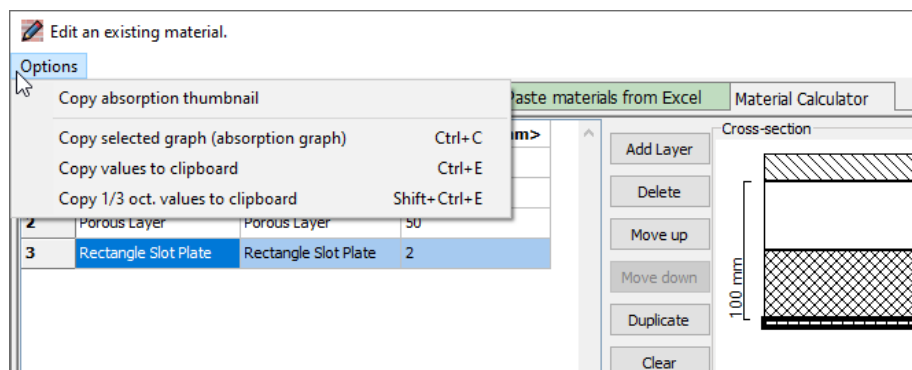 Edit an existing material.
Options
Copy absorption thumbnail
Copy selected graph (absorption graph) Ctrl+C
Copy values to clipboard Ctrl+E
Copy 1/3 oct. values to clipboard Shift+Ctrl+E
Paste materials from Excel
Material Calculator
m>
2 Porous Layer Porous Layer 50
3 Rectangle Slot Plate Rectangle Slot Plate 2
Add Layer
Delete
Move up
Move down
Duplicate
Clear
Cross-section
100 mm